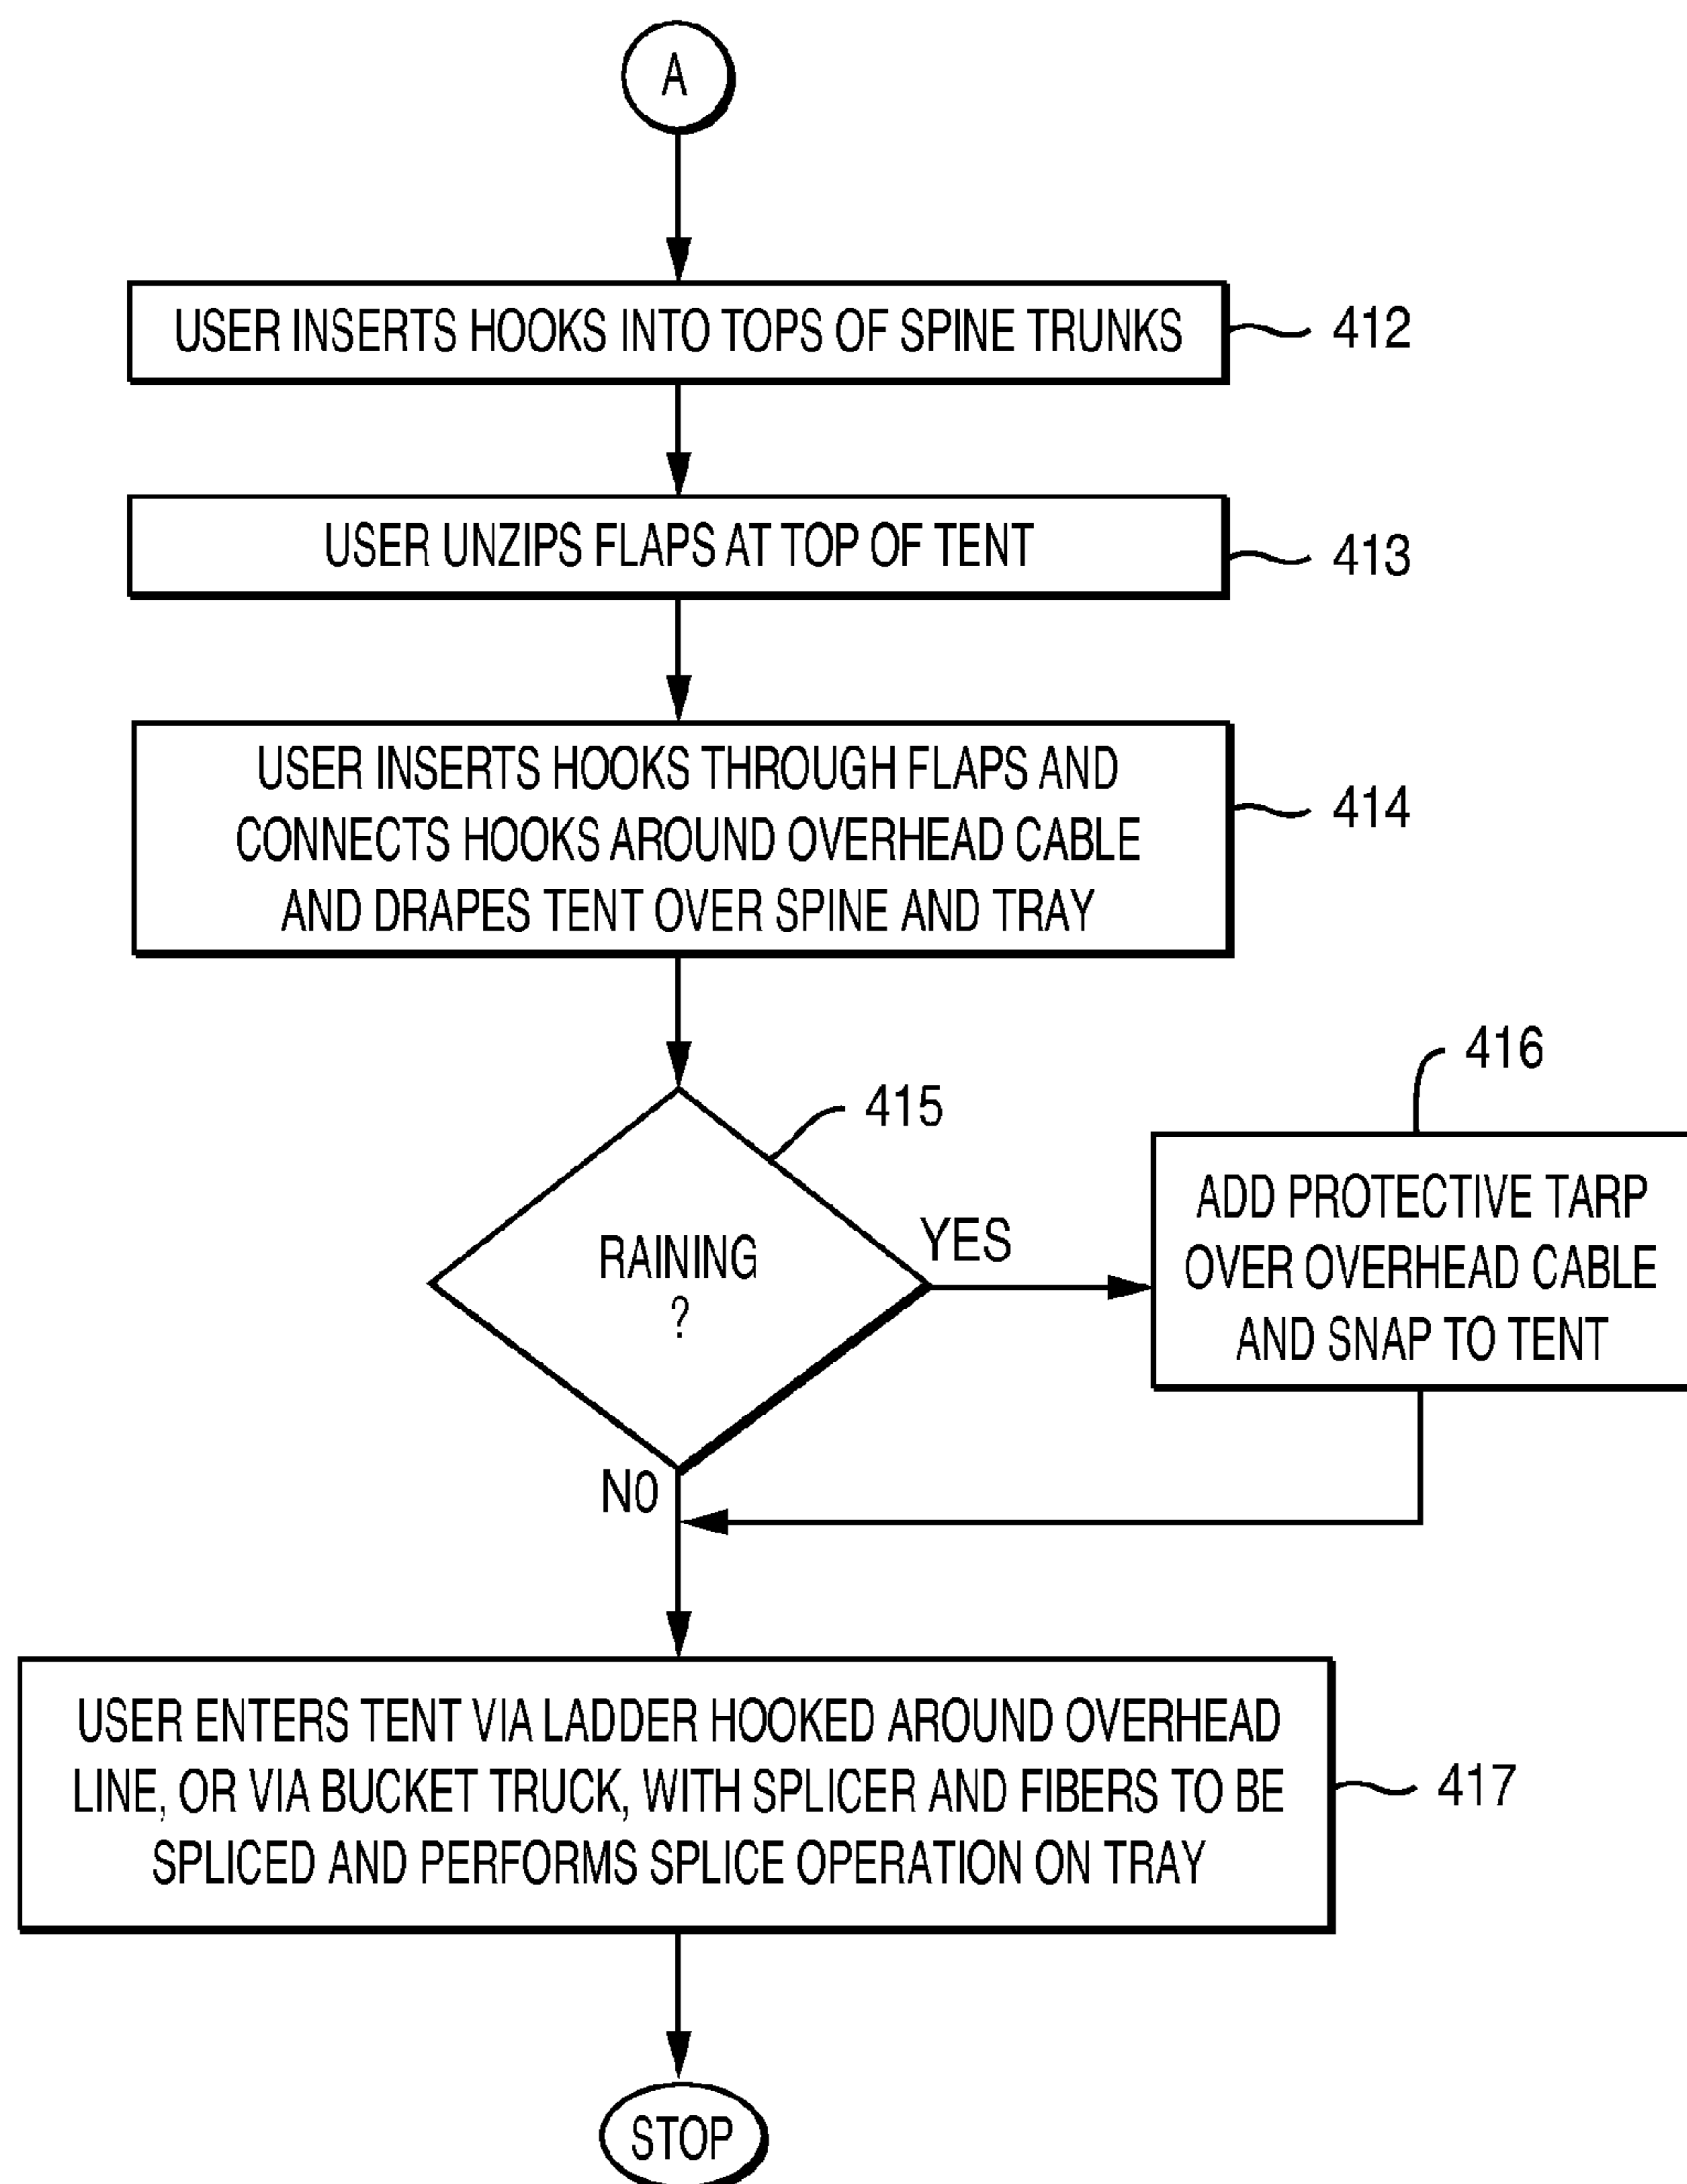 A
USER INSERTS HOOKS INTO TOPS OF SPINE TRUNKS
412
USER UNZIPS FLAPS AT TOP OF TENT
413
USER INSERTS HOOKS THROUGH FLAPS AND
CONNECTS HOOKS AROUND OVERHEAD CABLE
AND DRAPES TENT OVER SPINE AND TRAY
414
415
RAINING
?
YES
416
ADD PROTECTIVE TARP
OVER OVERHEAD CABLE
AND SNAP TO TENT
NO
USER ENTERS TENT VIA LADDER HOOKED AROUND OVERHEAD
LINE, OR VIA BUCKET TRUCK, WITH SPLICER AND FIBERS TO BE
SPLICED AND PERFORMS SPLICE OPERATION ON TRAY
417
STOP